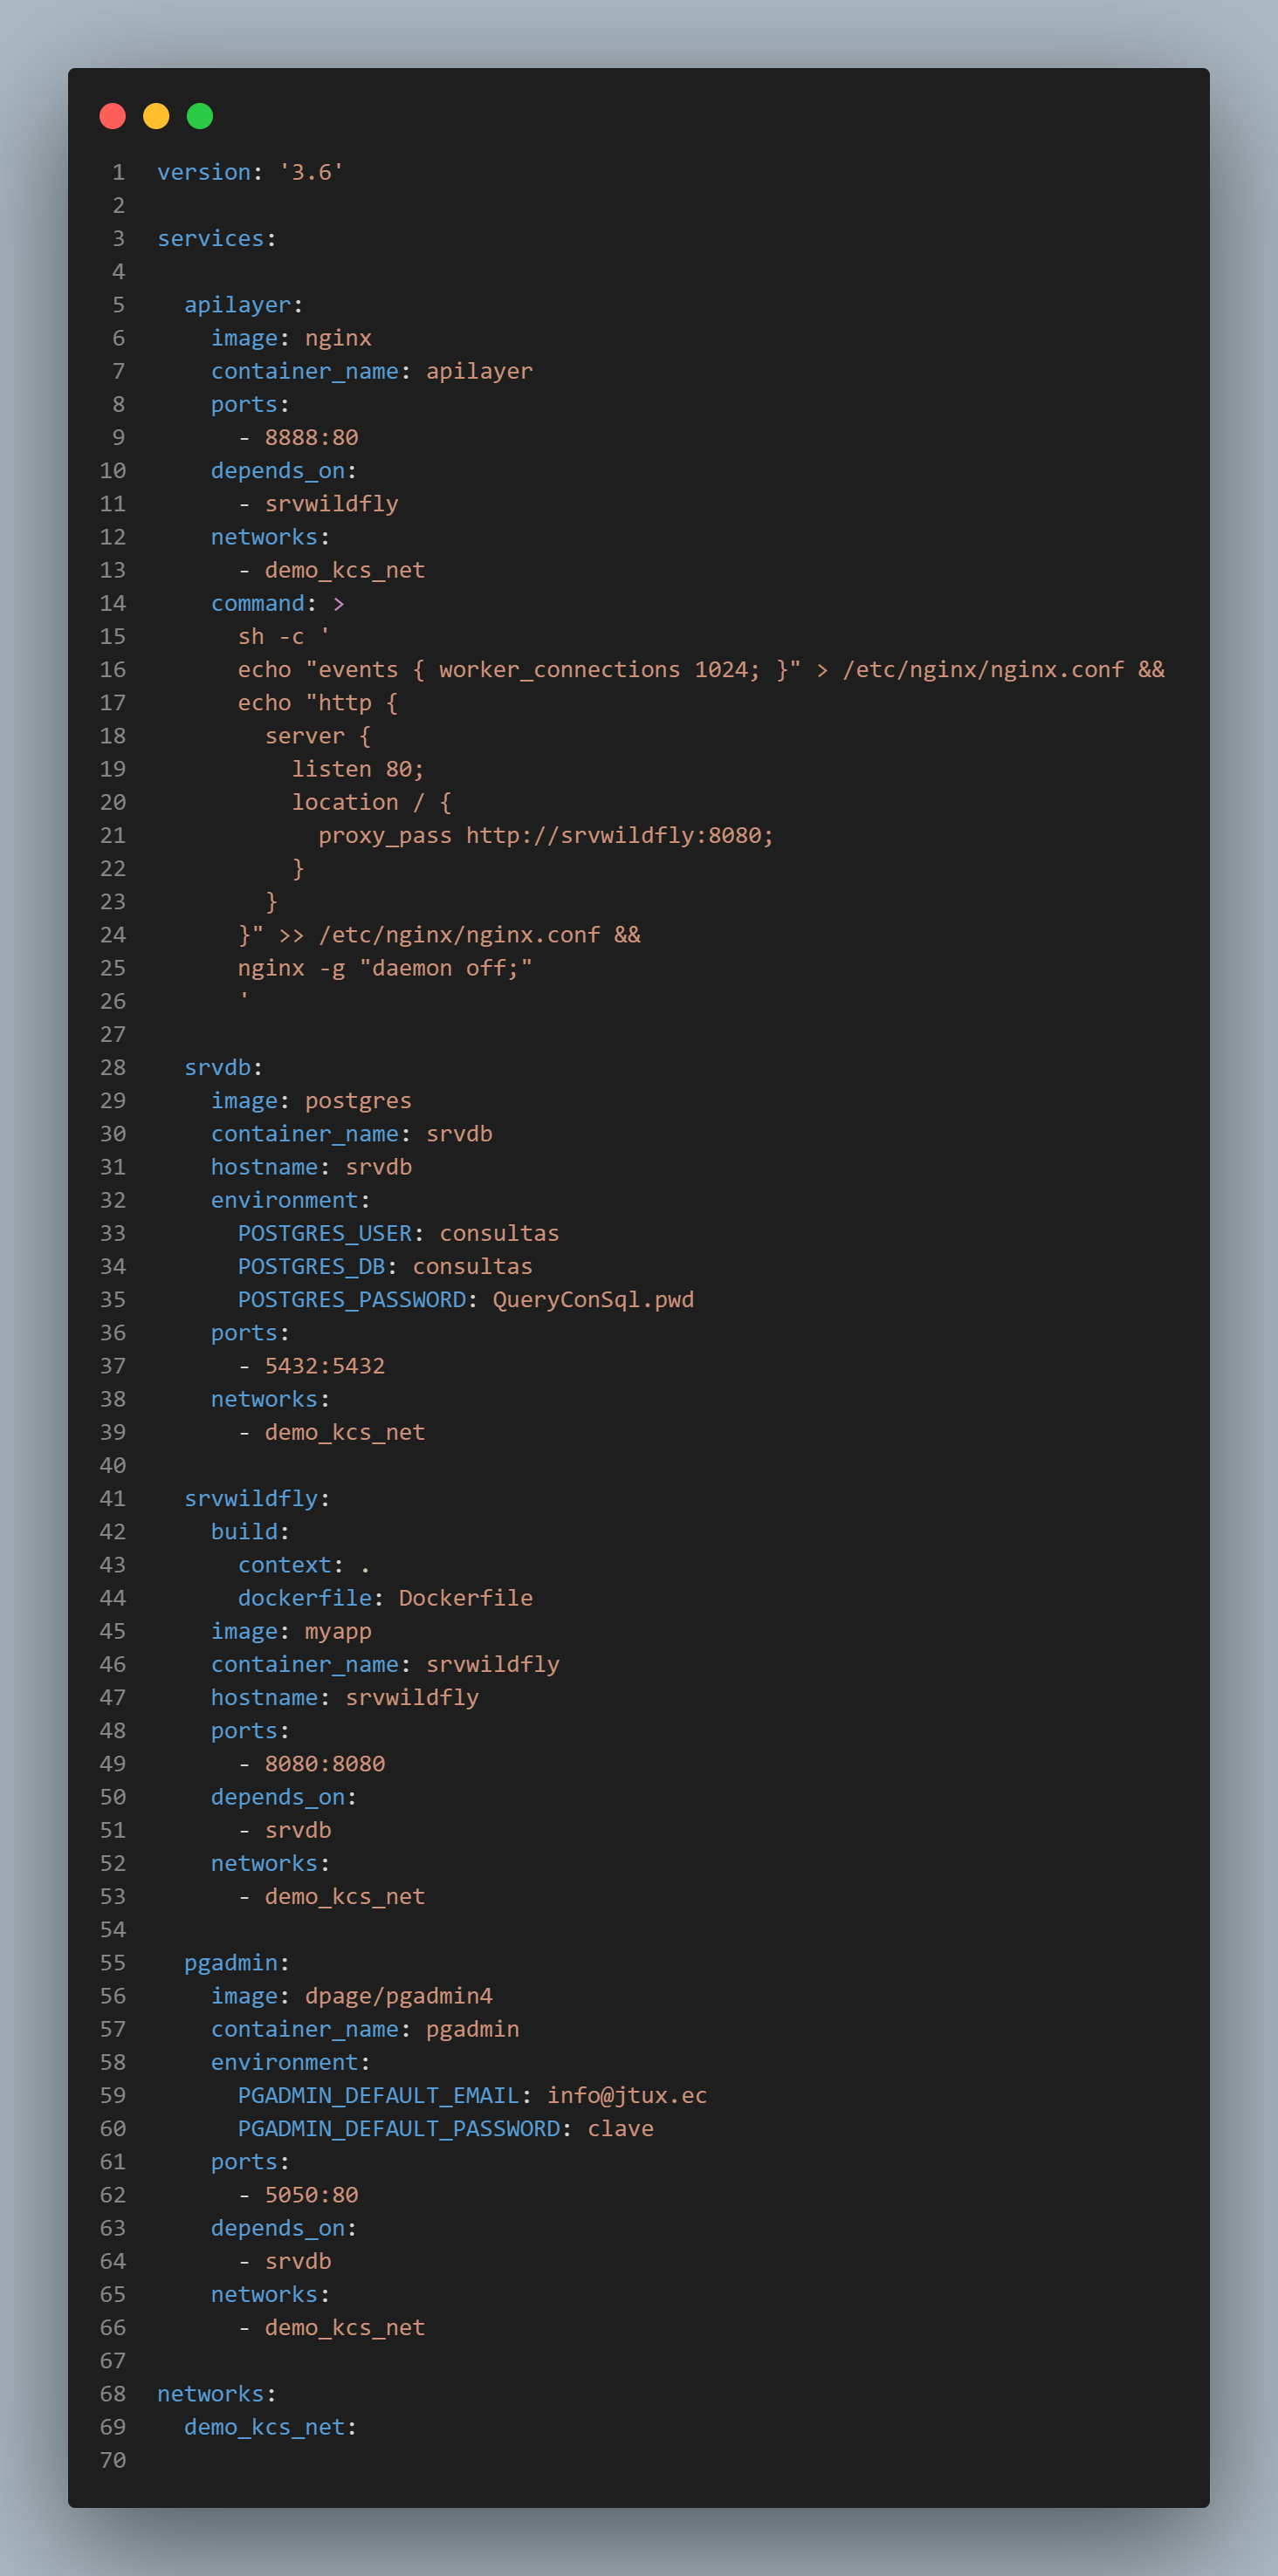 1 version: '3.6'
2
3 services:
4
5   apilayer:
6     image: nginx
7     container_name: apilayer
8     ports:
9       - 8888:80
10     depends_on:
11       - srvwildfly
12     networks:
13       - demo_kcs_net
14     command: >
15       sh -c '
16       echo "events { worker_connections 1024; }" > /etc/nginx/nginx.conf &&
17       echo "http {
18         server {
19           listen 80;
20           location / {
21             proxy_pass http://srvwildfly:8080;
22           }
23         }
24       }" >> /etc/nginx/nginx.conf &&
25       nginx -g "daemon off;"
26       '
27
28   srvdb:
29     image: postgres
30     container_name: srvdb
31     hostname: srvdb
32     environment:
33       POSTGRES_USER: consultas
34       POSTGRES_DB: consultas
35       POSTGRES_PASSWORD: QueryConSql.pwd
36     ports:
37       - 5432:5432
38     networks:
39       - demo_kcs_net
40
41   srvwildfly:
42     build:
43       context: .
44       dockerfile: Dockerfile
45     image: myapp
46     container_name: srvwildfly
47     hostname: srvwildfly
48     ports:
49       - 8080:8080
50     depends_on:
51       - srvdb
52     networks:
53       - demo_kcs_net
54
55   pgadmin:
56     image: dpage/pgadmin4
57     container_name: pgadmin
58     environment:
59       PGADMIN_DEFAULT_EMAIL: info@jtux.ec
60       PGADMIN_DEFAULT_PASSWORD: clave
61     ports:
62       - 5050:80
63     depends_on:
64       - srvdb
65     networks:
66       - demo_kcs_net
67
68 networks:
69   demo_kcs_net:
70